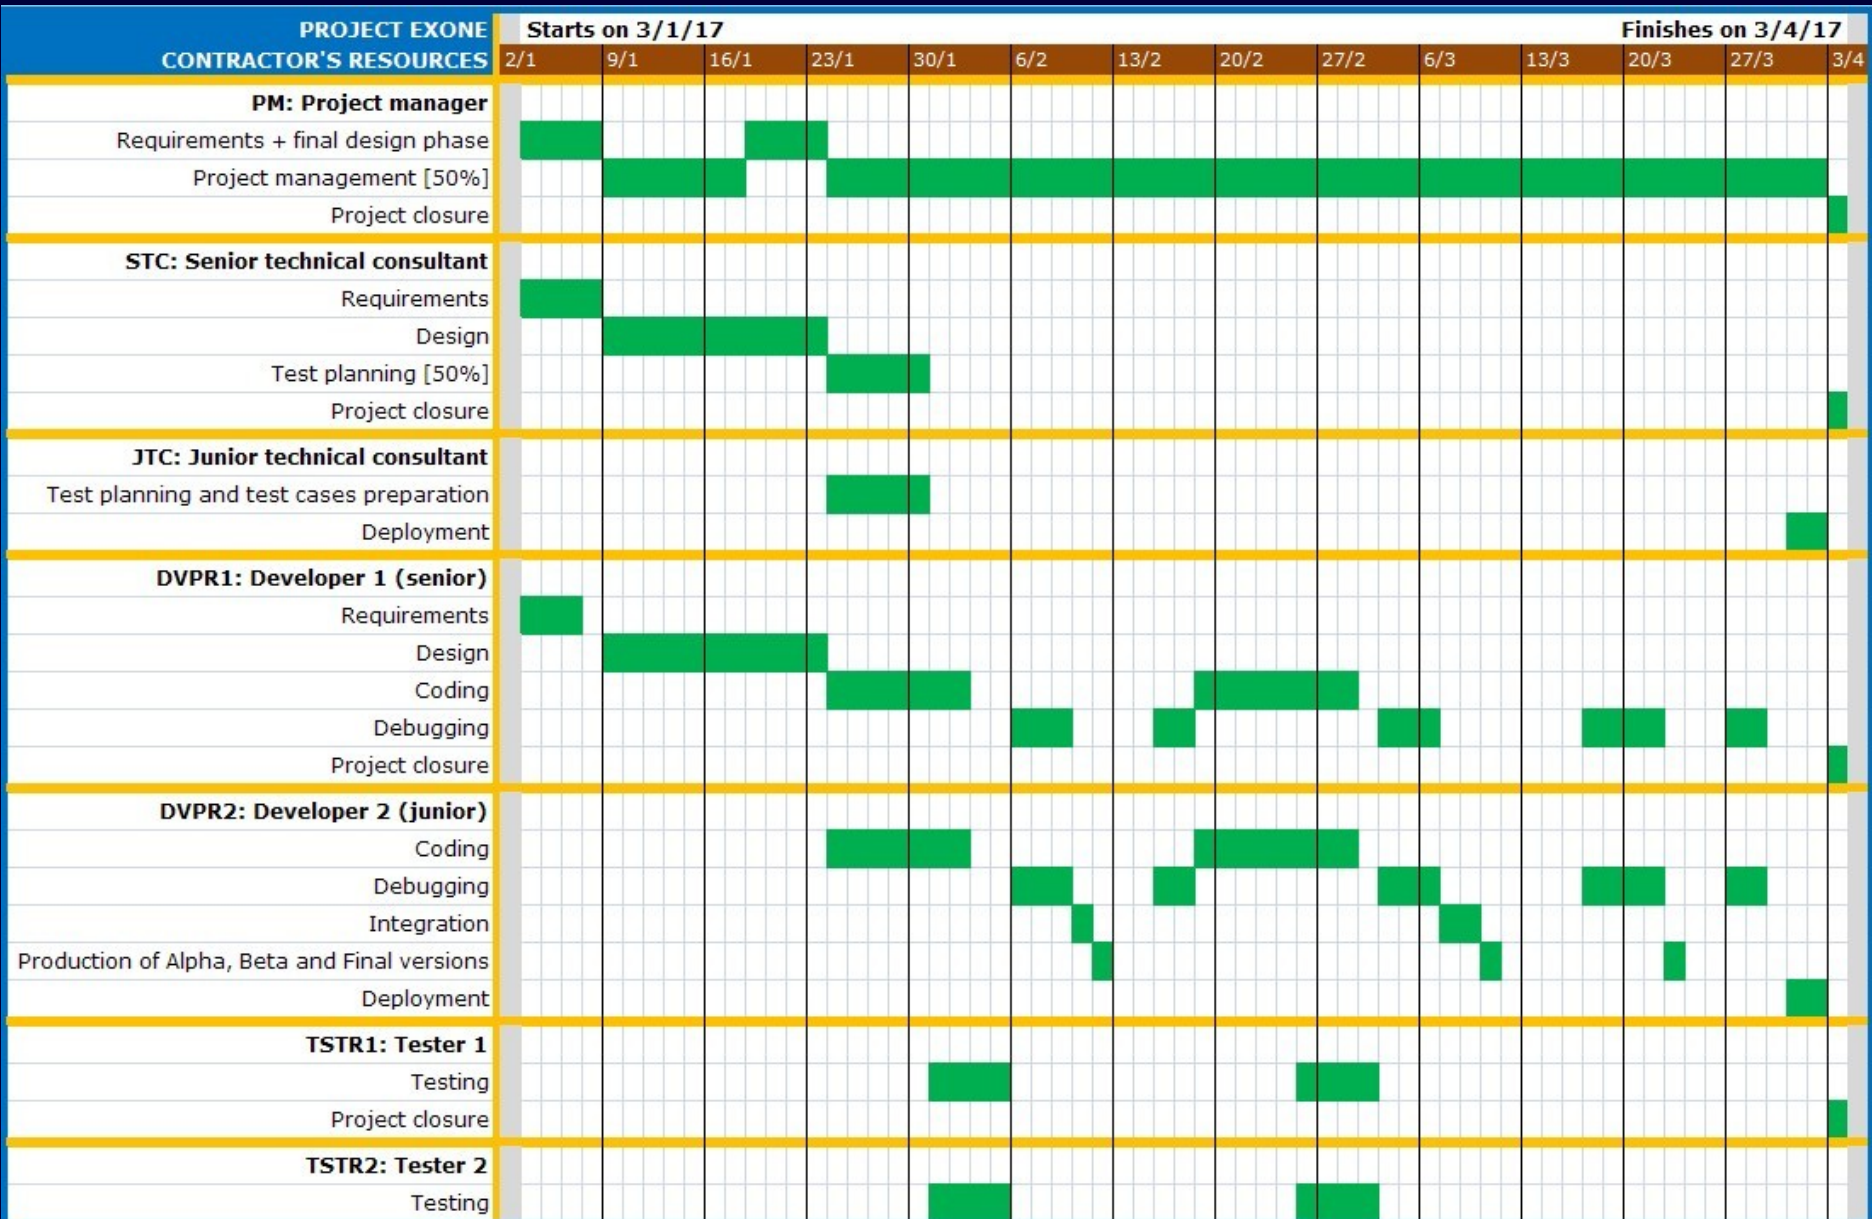 PROJECT EXONE Starts on 3/1/17 Finishes on 3/4/17
CONTRACTOR'S RESOURCES 2/1 9/1 16/1 23/1 30/1 6/2 13/2 20/2 27/2 6/3 13/3 20/3 27/3 3/4
PM: Project manager
Requirements + final design phase
Project management [50%]
Project closure
STC: Senior technical consultant
Requirements
Design
Test planning [50%]
Project closure
JTC: Junior technical consultant
Test planning and test cases preparation
Deployment
DVPR1: Developer 1 (senior)
Requirements
Design
Coding
Debugging
Project closure
DVPR2: Developer 2 (junior)
Coding
Debugging
Integration
Production of Alpha, Beta and Final versions
Deployment
TSTR1: Tester 1
Testing
Project closure
TSTR2: Tester 2
Testing